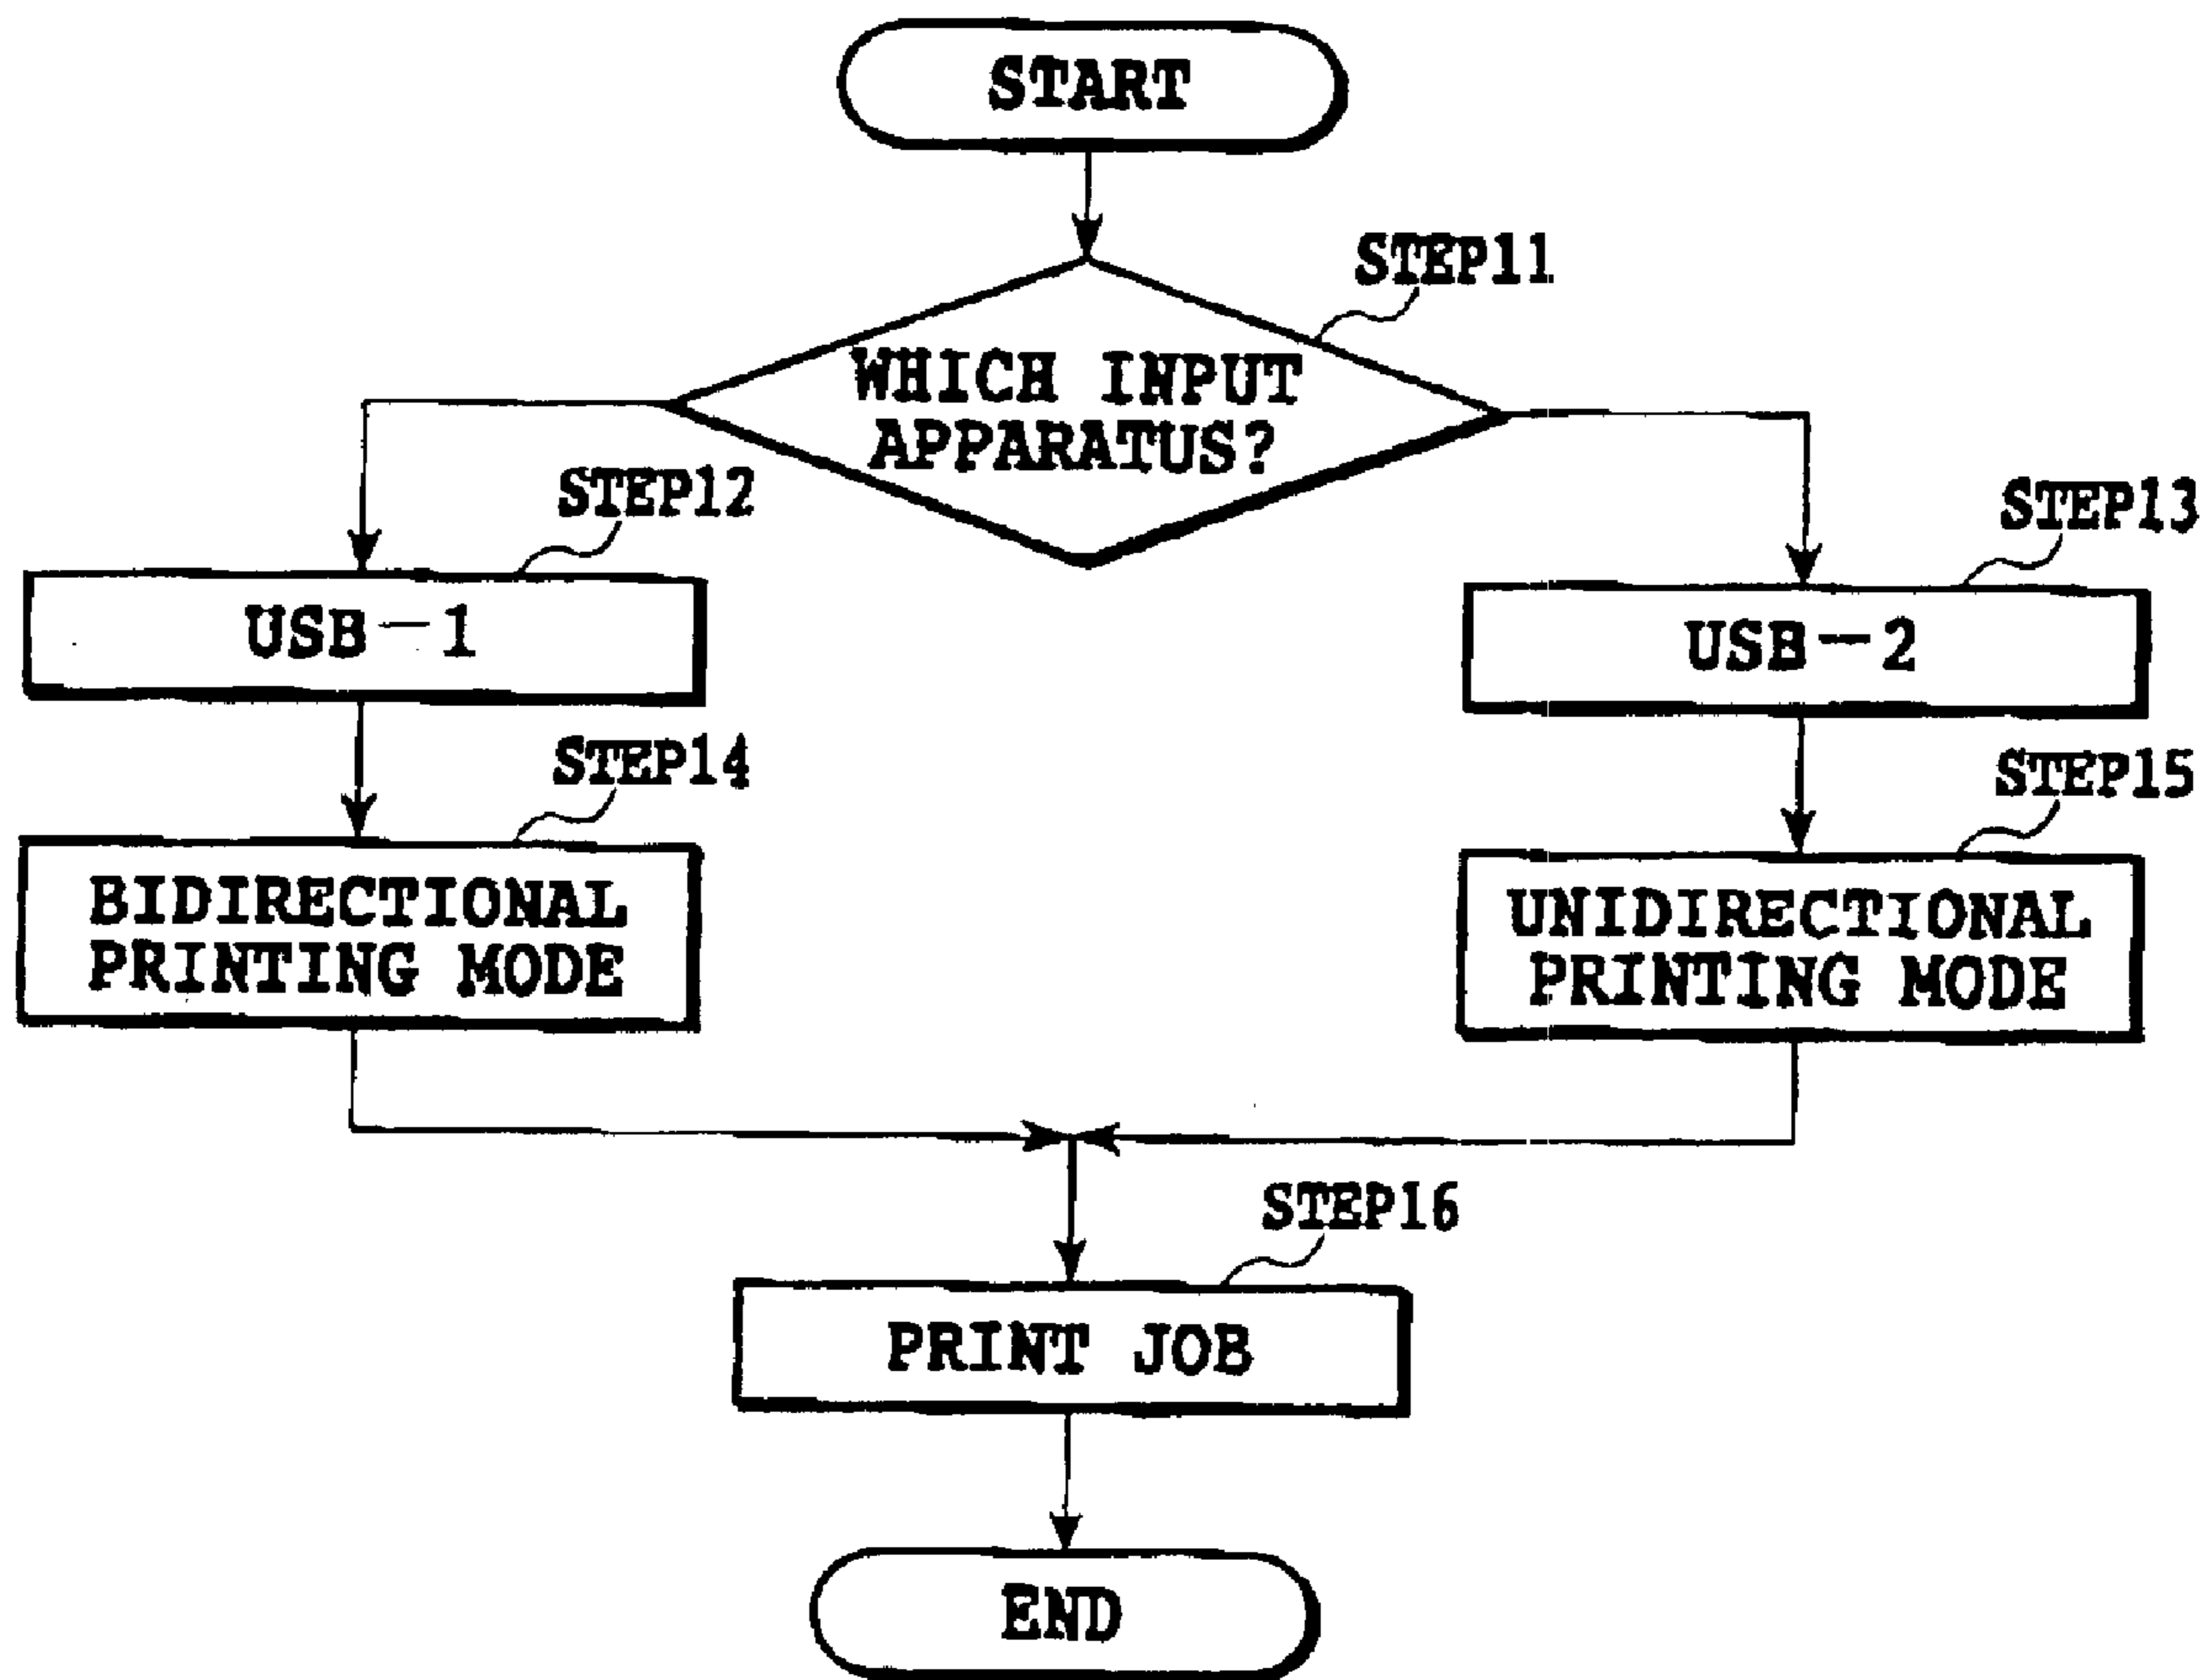 START
STEP11
WHICH INPUT
APPARATUS?
STEP12
STEP13
USB-1
USB-2
STEP14
STEP15
BIDIRECTIONAL
PRINTING MODE
UNIDIRECTIONAL
PRINTING MODE
STEP16
PRINT JOB
END